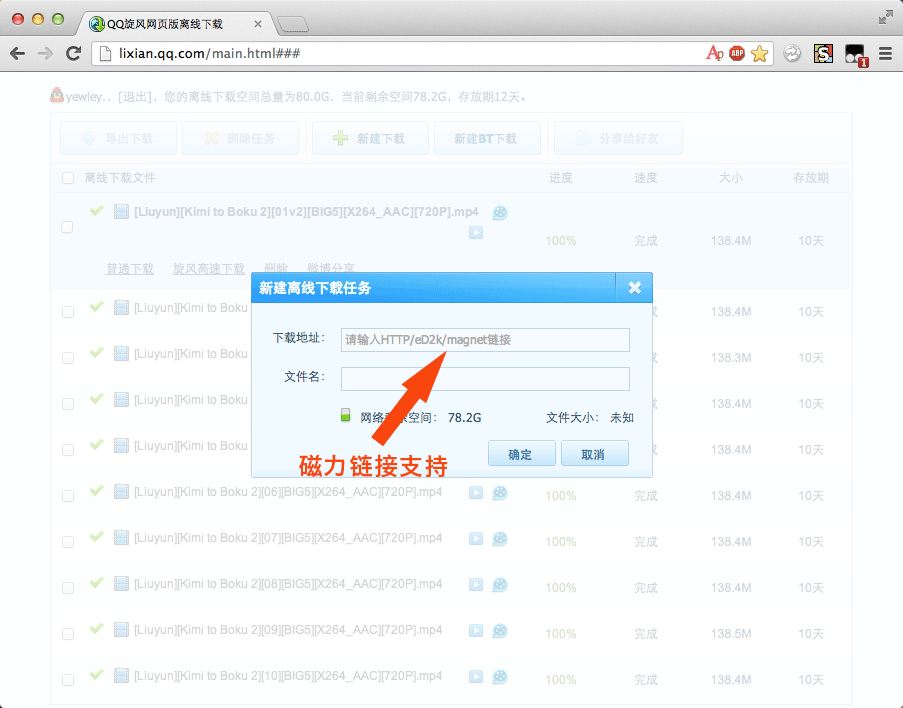 QQ旋风网页版离线下载
lixian.qq.com/main.html###
yewley.，[退出]，您的离线下载空间总量为80.0G，当前剩余空间78.2G，存放期12天。
导出下载 删除任务 新建下载 新建BT下载 分享给好友
离线下载文件 进度 速度 大小 存放期
[Liuyun][Kimi to Boku 2][01v2][BIG5][X264_AAC][720P].mp4
100% 完成 138.4M 10天
普通下载 旋风高速下载 删除 微博分享
新建离线下载任务
[Liuyun][Kimi to Boku 138.4M 10天
下载地址： 请输入HTTP/eD2k/magnet链接
[Liuyun][Kimi to Boku 138.3M 10天
文件名：
[Liuyun][Kimi to Boku 138.4M 10天
网络剩余空间： 78.2G 文件大小： 未知
[Liuyun][Kimi to Boku 138.4M 10天
确定 取消
磁力链接支持
[Liuyun][Kimi to Boku 2][06][BIG5][X264_AAC][720P].mp4 100% 完成 138.4M 10天
[Liuyun][Kimi to Boku 2][07][BIG5][X264_AAC][720P].mp4 100% 完成 138.4M 10天
[Liuyun][Kimi to Boku 2][08][BIG5][X264_AAC][720P].mp4 100% 完成 138.4M 10天
[Liuyun][Kimi to Boku 2][09][BIG5][X264_AAC][720P].mp4 100% 完成 138.5M 10天
[Liuyun][Kimi to Boku 2][10][BIG5][X264_AAC][720P].mp4 100% 完成 138.4M 10天